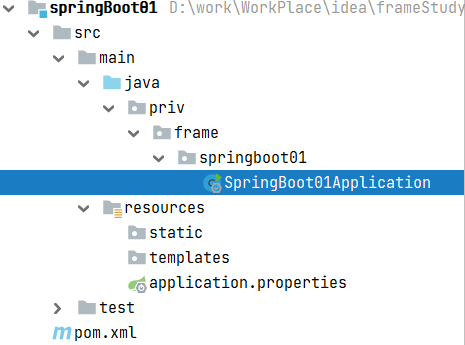 springBoot01 D:\work\WorkPlace\idea\frameStudy
src
main
java
priv
frame
springboot01
SpringBoot01Application
resources
static
templates
application.properties
test
pom.xml